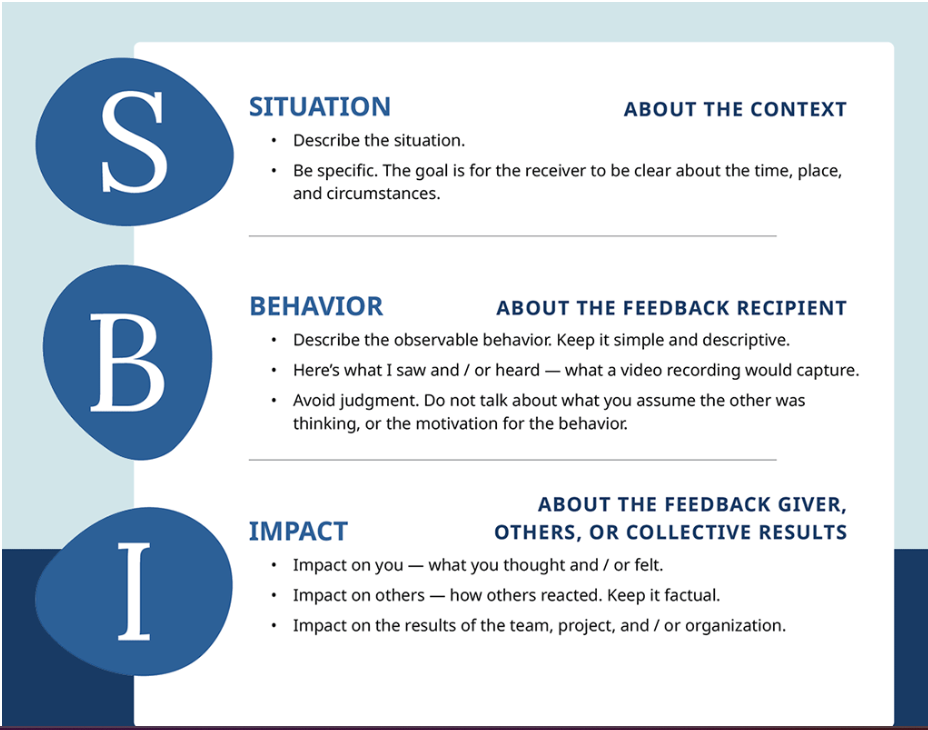 S
SITUATION
ABOUT THE CONTEXT
• Describe the situation.
• Be specific. The goal is for the receiver to be clear about the time, place,
and circumstances.
B
BEHAVIOR
ABOUT THE FEEDBACK RECIPIENT
• Describe the observable behavior. Keep it simple and descriptive.
• Here’s what I saw and / or heard — what a video recording would capture.
• Avoid judgment. Do not talk about what you assume the other was
thinking, or the motivation for the behavior.
I
IMPACT
ABOUT THE FEEDBACK GIVER,
OTHERS, OR COLLECTIVE RESULTS
• Impact on you — what you thought and / or felt.
• Impact on others — how others reacted. Keep it factual.
• Impact on the results of the team, project, and / or organization.